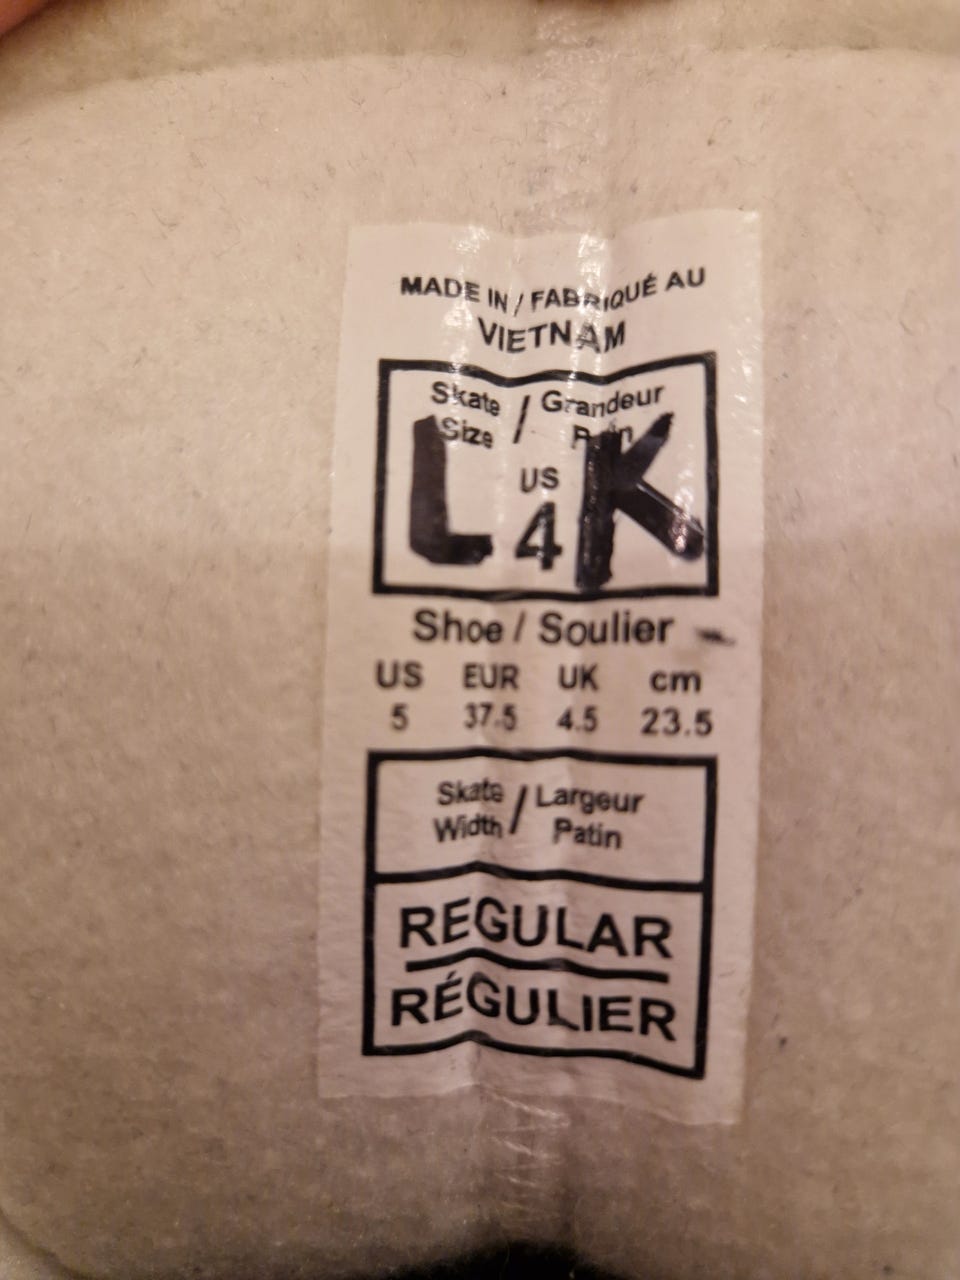 MADE IN / FABRIQUÉ AU
VIETNAM
Skate / Grandeur
Size Patin
US
L 4 K
Shoe / Soulier
US EUR UK cm
5 37.5 4.5 23.5
Skate / Largeur
Width Patin
REGULAR
RÉGULIER